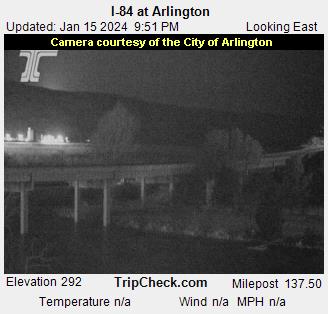 I-84 at Arlington
Updated: Jan 15 2024 9:51 PM Looking East
Camera courtesy of the City of Arlington
Elevation 292 TripCheck.com Milepost 137.50
Temperature n/a Wind n/a MPH n/a